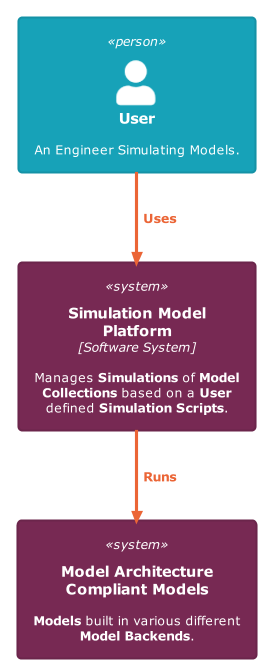 «person»
User
An Engineer Simulating Models.
Uses
«system»
Simulation Model
Platform
[Software System]
Manages Simulations of Model
Collections based on a User
defined Simulation Scripts.
Runs
«system»
Model Architecture
Compliant Models
Models built in various different
Model Backends.